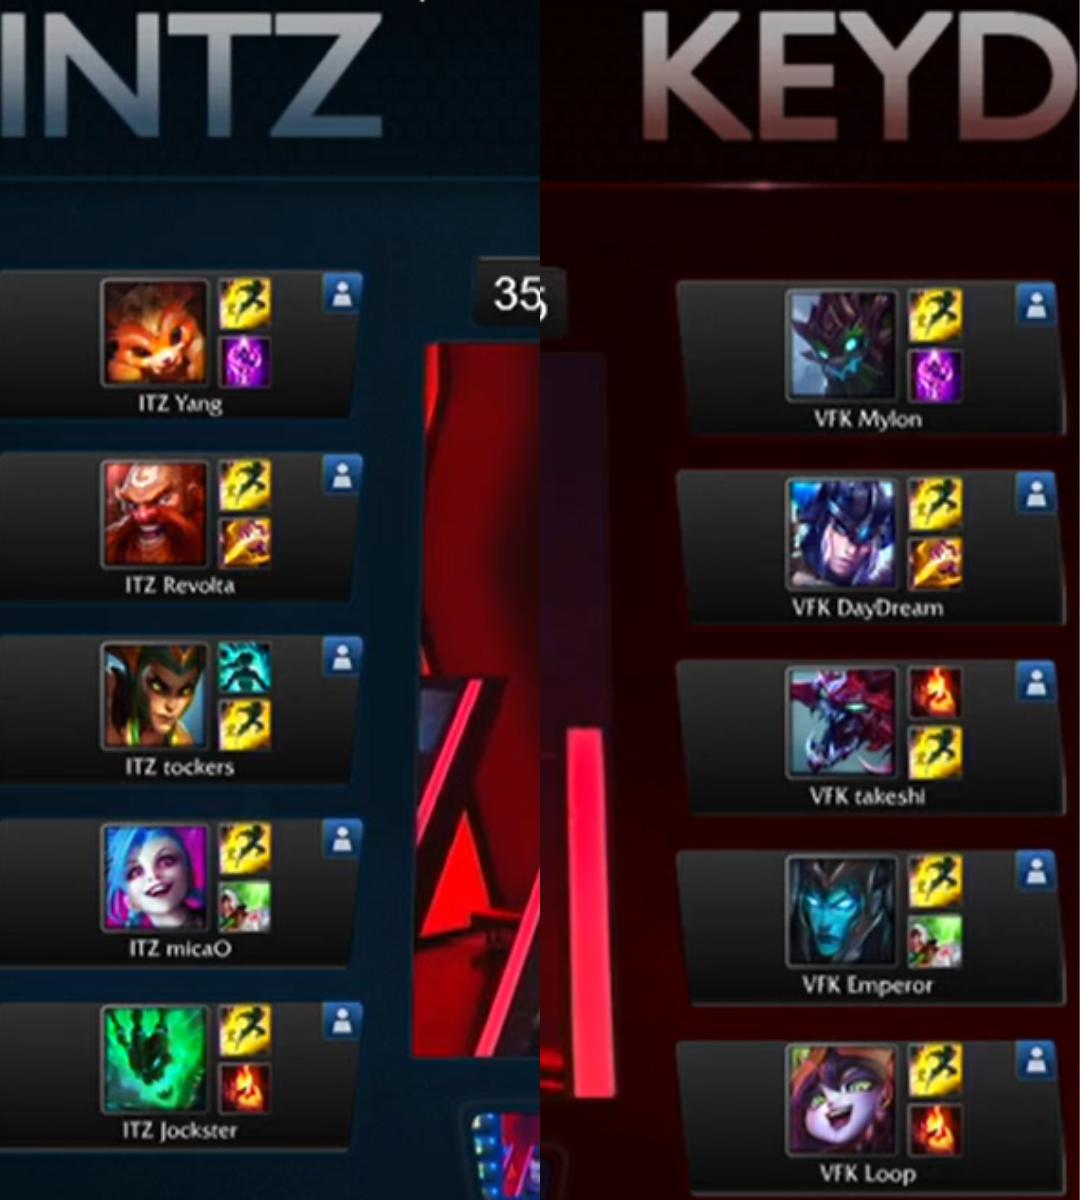 INTZ
KEYD
35
ITZ Yang
ITZ Revolta
ITZ tockers
ITZ micaO
ITZ Jockster
VFK Mylon
VFK DayDream
VFK takeshi
VFK Emperor
VFK Loop